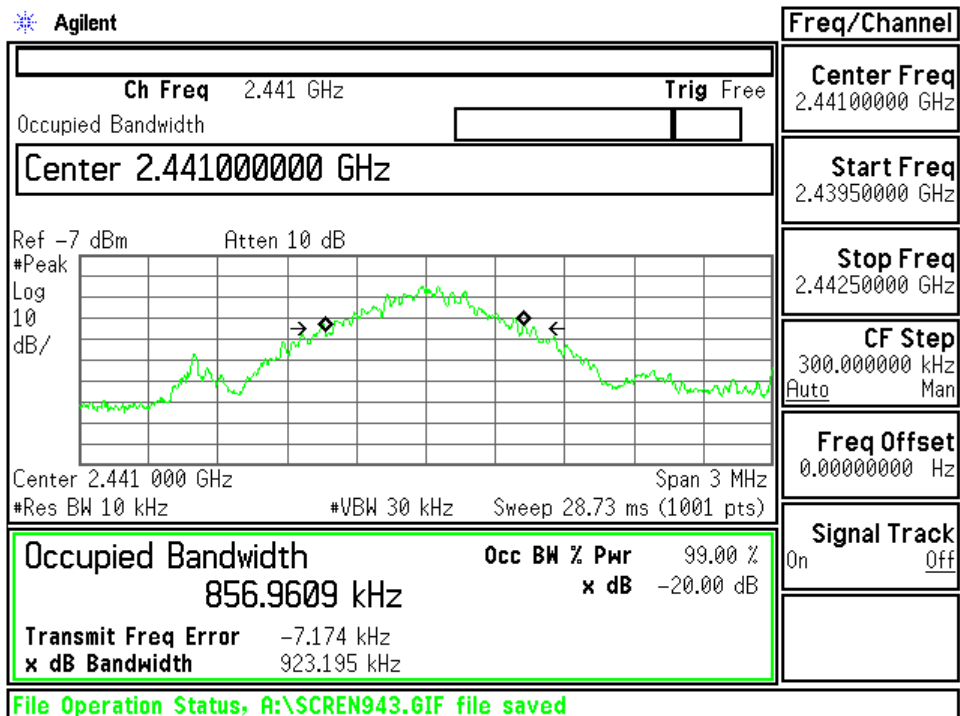 Agilent
Freq/Channel
Ch Freq 2.441 GHz Trig Free
Occupied Bandwidth
Center 2.441000000 GHz
Ref -7 dBm Atten 10 dB
#Peak
Log
10
dB/
Center 2.441 000 GHz Span 3 MHz
#Res BW 10 kHz #VBW 30 kHz Sweep 28.73 ms (1001 pts)
Occupied Bandwidth Occ BW % Pwr 99.00 %
856.9609 kHz x dB -20.00 dB
Transmit Freq Error -7.174 kHz
x dB Bandwidth 923.195 kHz
File Operation Status, A:\SCREN943.GIF file saved
Center Freq
2.44100000 GHz
Start Freq
2.43950000 GHz
Stop Freq
2.44250000 GHz
CF Step
300.000000 kHz
Auto Man
Freq Offset
0.00000000 Hz
Signal Track
On Off